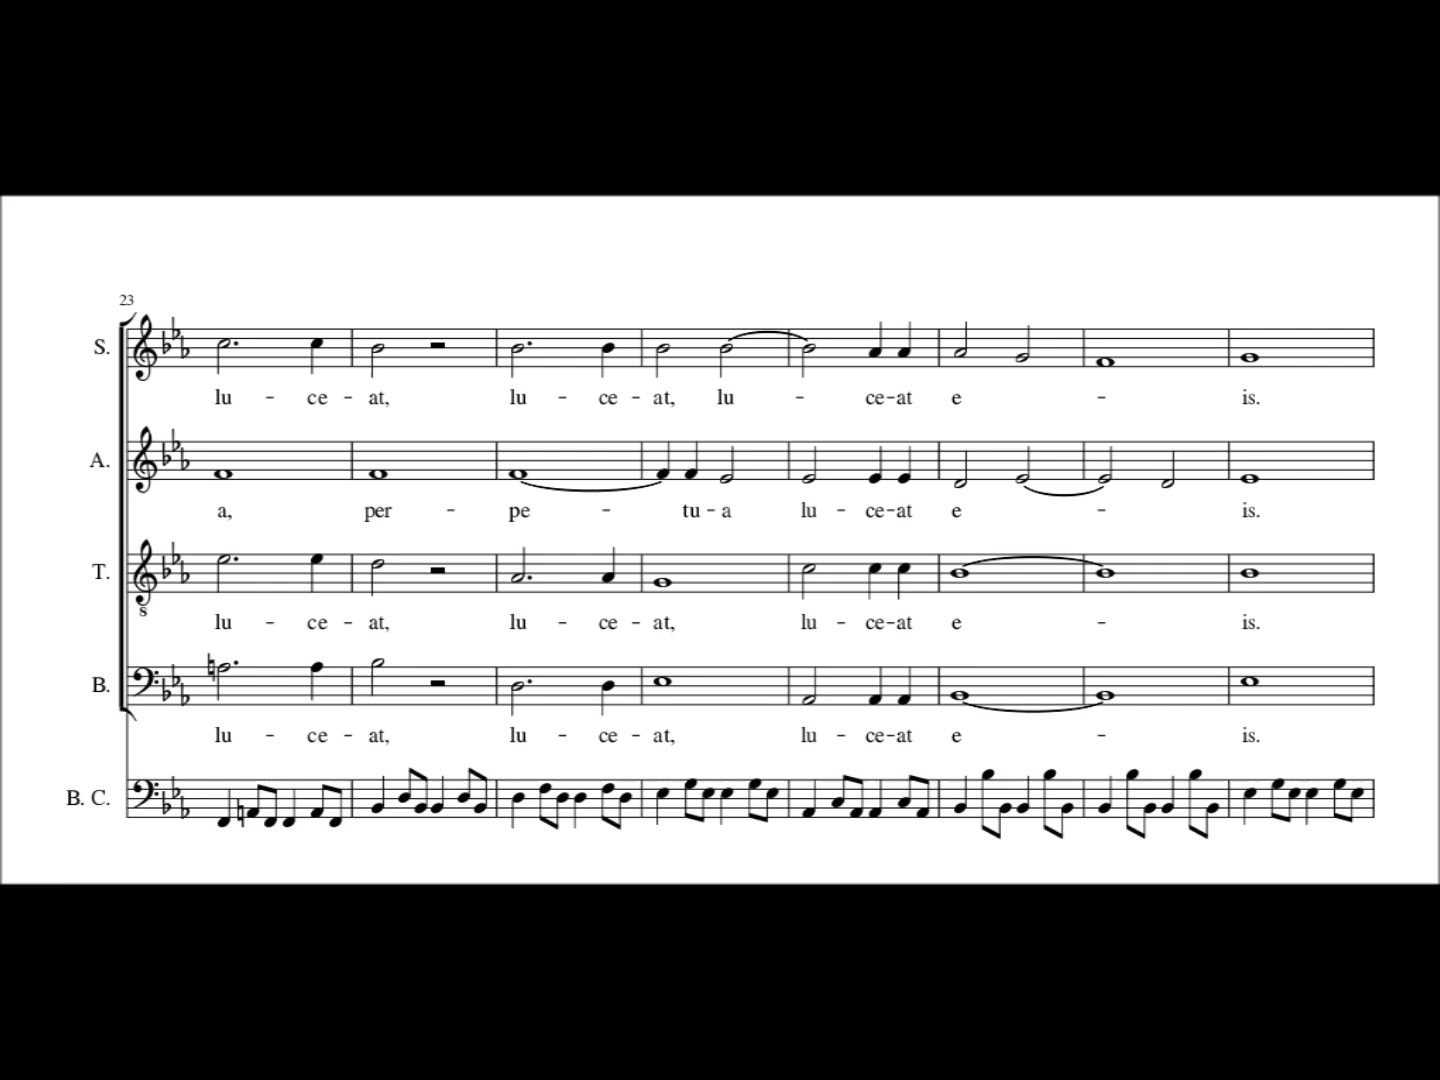 23
S.
lu - ce - at, lu - ce - at, lu - ce-at e - is.
A.
a, per - pe - tu - a lu - ce-at e - is.
T.
8
lu - ce - at, lu - ce - at, lu - ce-at e - is.
B.
lu - ce - at, lu - ce - at, lu - ce-at e - is.
B. C.